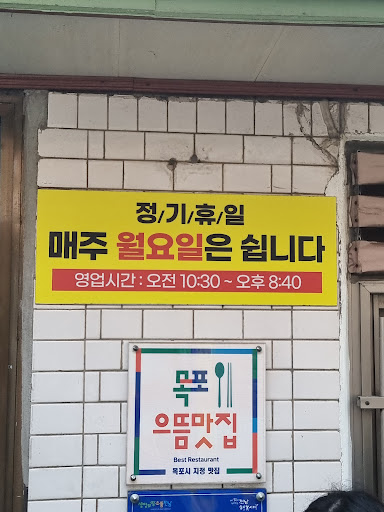 정/기/휴/일
매주 월요일은 쉽니다
영업시간 : 오전 10:30 ~ 오후 8:40
목포
으뜸맛집
Best Restaurant
목포시 지정 맛집